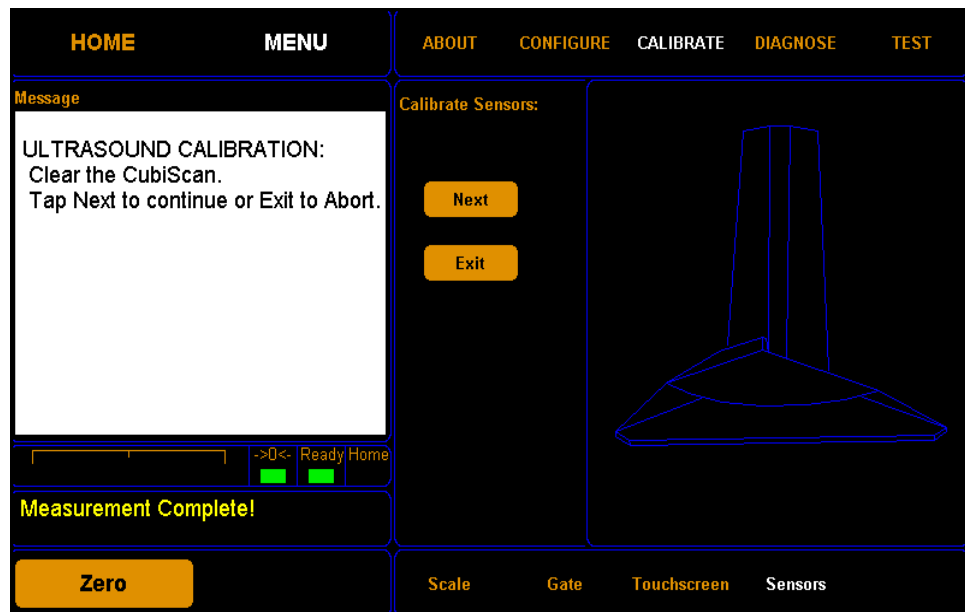 HOME MENU ABOUT CONFIGURE CALIBRATE DIAGNOSE TEST
Message
ULTRASOUND CALIBRATION:
Clear the CubiScan.
Tap Next to continue or Exit to Abort.
Calibrate Sensors:
Next
Exit
->0<- Ready Home
Measurement Complete!
Zero
Scale Gate Touchscreen Sensors